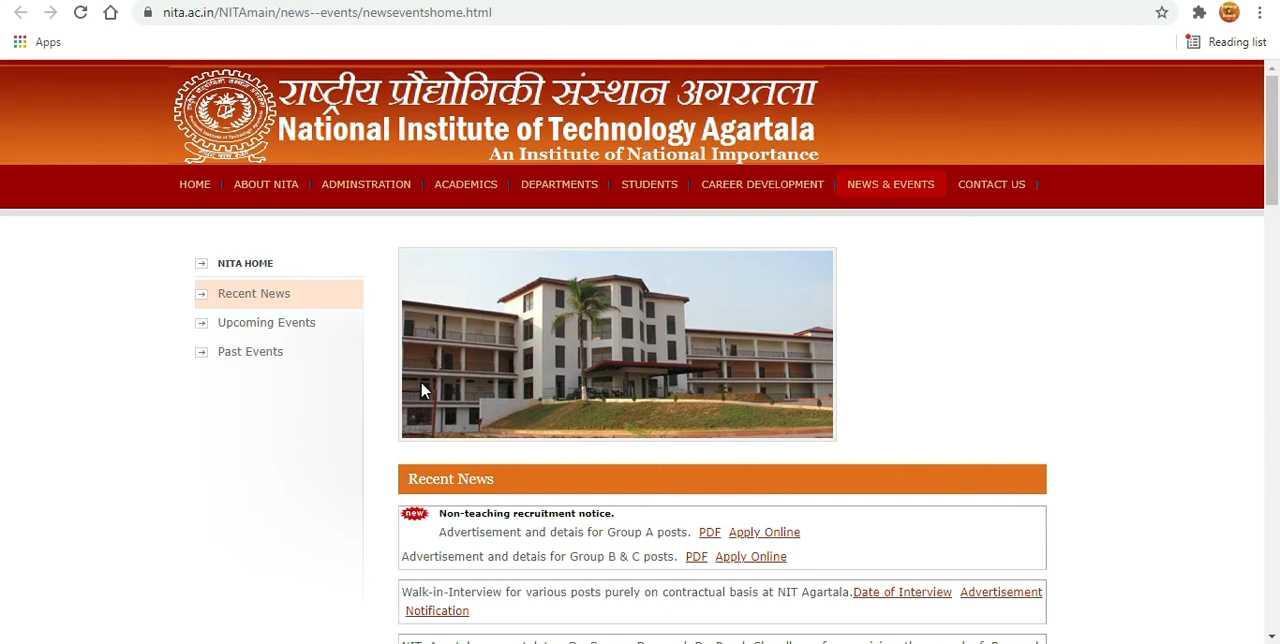 nita.ac.in/NITAmain/news--events/newseventshome.html
Apps
Reading list
राष्ट्रीय प्रौद्योगिकी संस्थान अगरतला
National Institute of Technology Agartala
An Institute of National Importance
HOME ABOUT NITA ADMINSTRATION ACADEMICS DEPARTMENTS STUDENTS CAREER DEVELOPMENT NEWS & EVENTS CONTACT US
NITA HOME
Recent News
Upcoming Events
Past Events
Recent News
new Non-teaching recruitment notice.
Advertisement and detais for Group A posts. PDF Apply Online
Advertisement and detais for Group B & C posts. PDF Apply Online
Walk-in-Interview for various posts purely on contractual basis at NIT Agartala.Date of Interview Advertisement
Notification